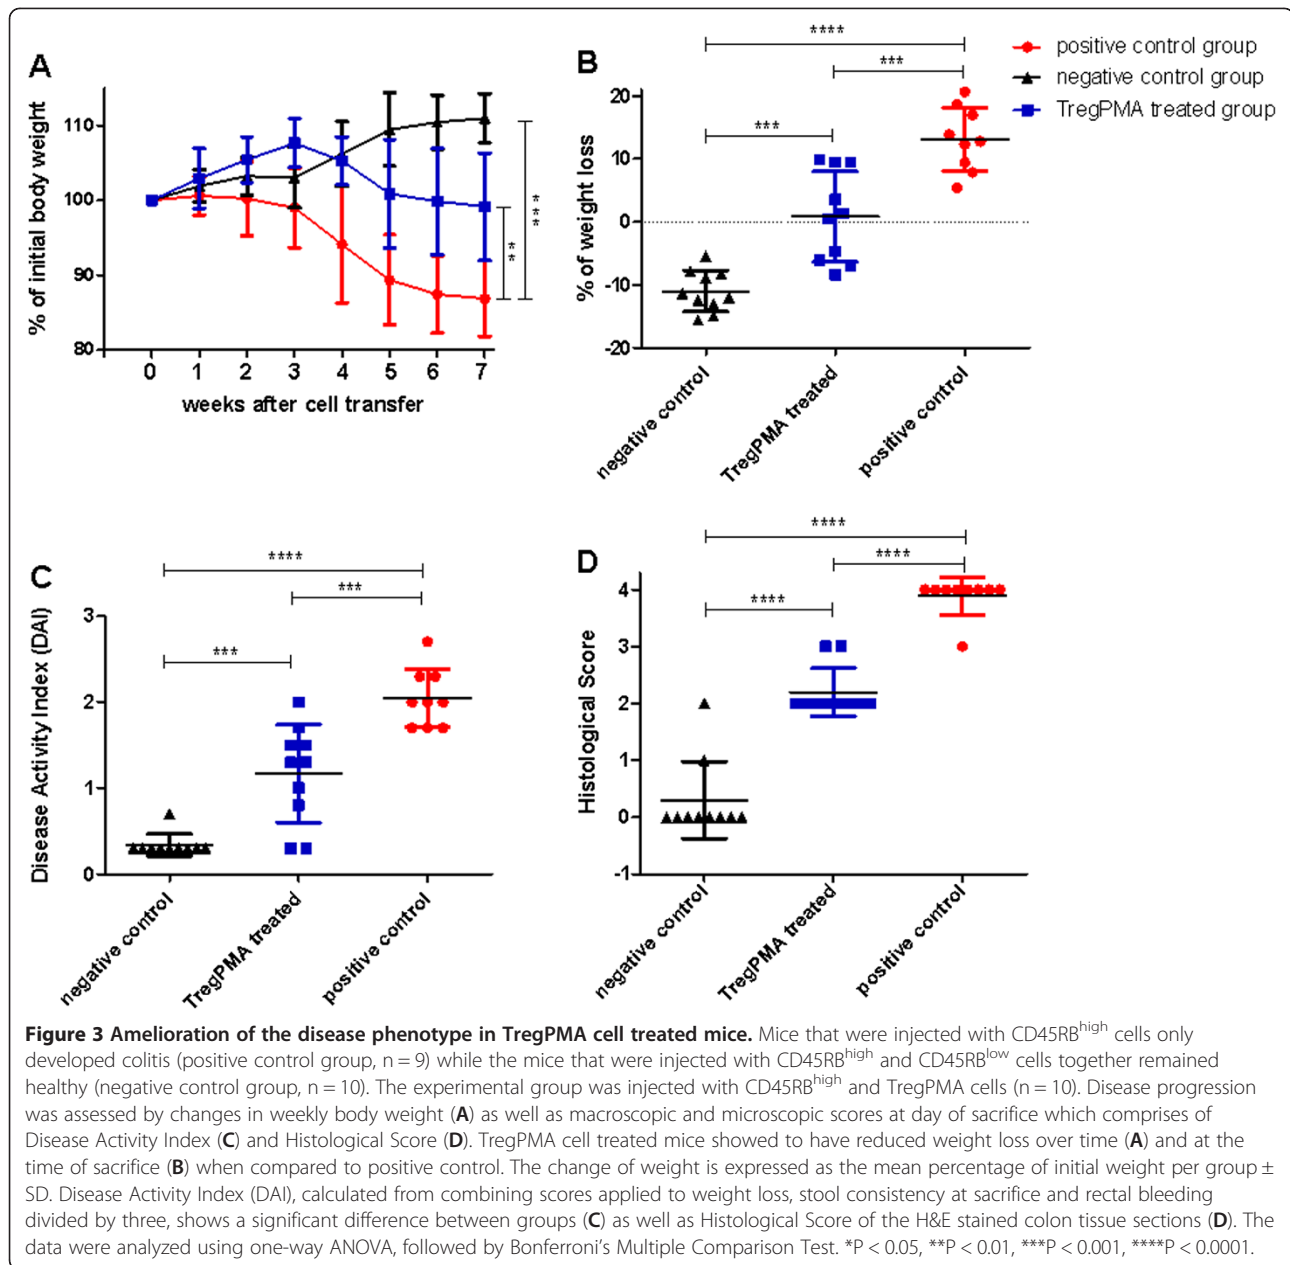 A
% of initial body weight
110
100
90
80
0 1 2 3 4 5 6 7
weeks after cell transfer
**
***
B
****
***
***
% of weight loss
20
10
0
-10
-20
negative control
TregPMA treated
positive control
positive control group
negative control group
TregPMA treated group
C
****
***
***
Disease Activity Index (DAI)
3
2
1
0
negative control
TregPMA treated
positive control
D
****
****
****
Histological Score
4
3
2
1
0
-1
negative control
TregPMA treated
positive control
Figure 3 Amelioration of the disease phenotype in TregPMA cell treated mice. Mice that were injected with CD45RBhigh cells only
developed colitis (positive control group, n = 9) while the mice that were injected with CD45RBhigh and CD45RBlow cells together remained
healthy (negative control group, n = 10). The experimental group was injected with CD45RBhigh and TregPMA cells (n = 10). Disease progression
was assessed by changes in weekly body weight (A) as well as macroscopic and microscopic scores at day of sacrifice which comprises of
Disease Activity Index (C) and Histological Score (D). TregPMA cell treated mice showed to have reduced weight loss over time (A) and at the
time of sacrifice (B) when compared to positive control. The change of weight is expressed as the mean percentage of initial weight per group ±
SD. Disease Activity Index (DAI), calculated from combining scores applied to weight loss, stool consistency at sacrifice and rectal bleeding
divided by three, shows a significant difference between groups (C) as well as Histological Score of the H&E stained colon tissue sections (D). The
data were analyzed using one-way ANOVA, followed by Bonferroni's Multiple Comparison Test. *P < 0.05, **P < 0.01, ***P < 0.001, ****P < 0.0001.